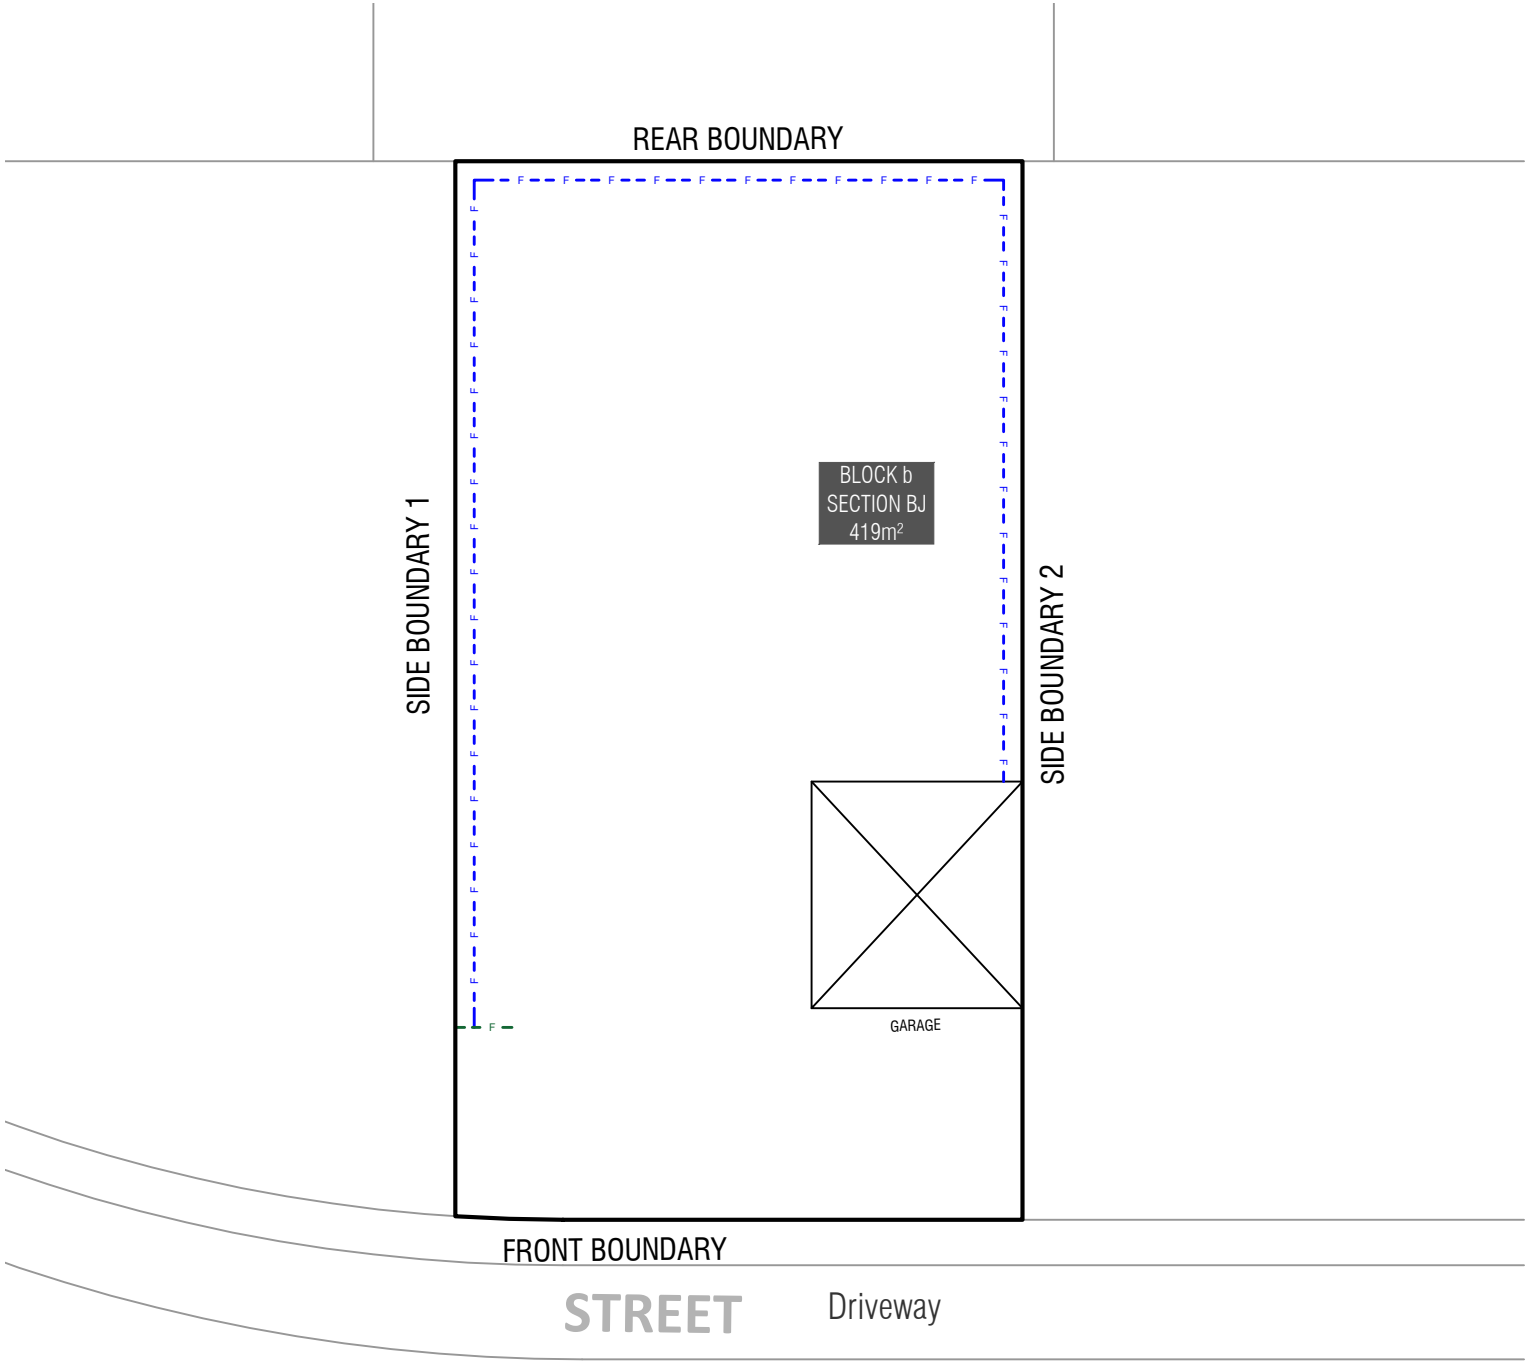 REAR BOUNDARY
F F F F F F F F F F F
F F F F F F F F F F F F F F F F F F
F F F F F F F F F F F F F
BLOCK b
SECTION BJ
419m²
SIDE BOUNDARY 1
SIDE BOUNDARY 2
GARAGE
F
FRONT BOUNDARY
STREET
Driveway